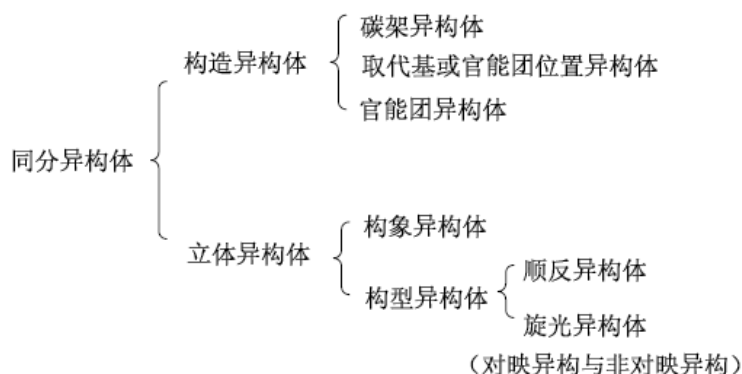 碳架异构体
构造异构体
取代基或官能团位置异构体
官能团异构体
同分异构体
构象异构体
立体异构体
顺反异构体
构型异构体
旋光异构体
（对映异构与非对映异构）